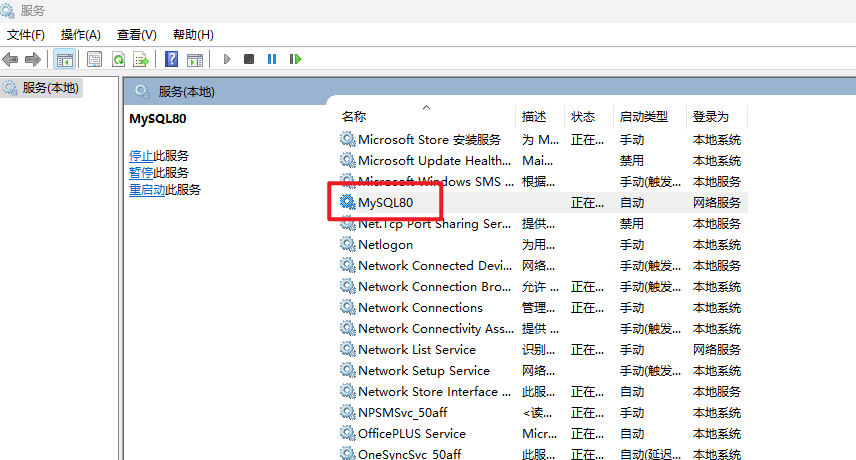 服务
文件(F) 操作(A) 查看(V) 帮助(H)
服务(本地)
服务(本地)
MySQL80
停止此服务
暂停此服务
重启动此服务
名称 描述 状态 启动类型 登录为
Microsoft Store 安装服务 为 M... 正在... 手动 本地系统
Microsoft Update Health... Mai... 禁用 本地系统
Microsoft Windows SMS ... 根据... 手动(触发... 本地服务
MySQL80 正在... 自动 网络服务
Net.Tcp Port Sharing Ser... 提供... 禁用 本地服务
Netlogon 为用... 手动 本地系统
Network Connected Devi... 网络... 手动(触发... 本地服务
Network Connection Bro... 允许 ... 正在... 手动(触发... 本地系统
Network Connections 管理... 正在... 手动 本地系统
Network Connectivity Ass... 提供 ... 手动(触发... 本地系统
Network List Service 识别... 正在... 手动 网络服务
Network Setup Service 网络... 手动(触发... 本地系统
Network Store Interface ... 此服... 正在... 自动 本地服务
NPSMSvc_50aff <读... 正在... 手动 本地系统
OfficePLUS Service Micr... 正在... 自动 本地系统
OneSyncSvc_50aff 此服... 正在... 自动(延迟... 本地系统